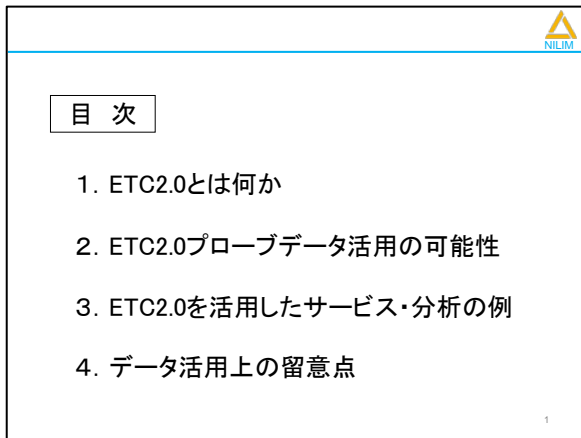 NILIM
目 次
１．ETC2.0とは何か
２．ETC2.0プローブデータ活用の可能性
３．ETC2.0を活用したサービス・分析の例
４．データ活用上の留意点
1